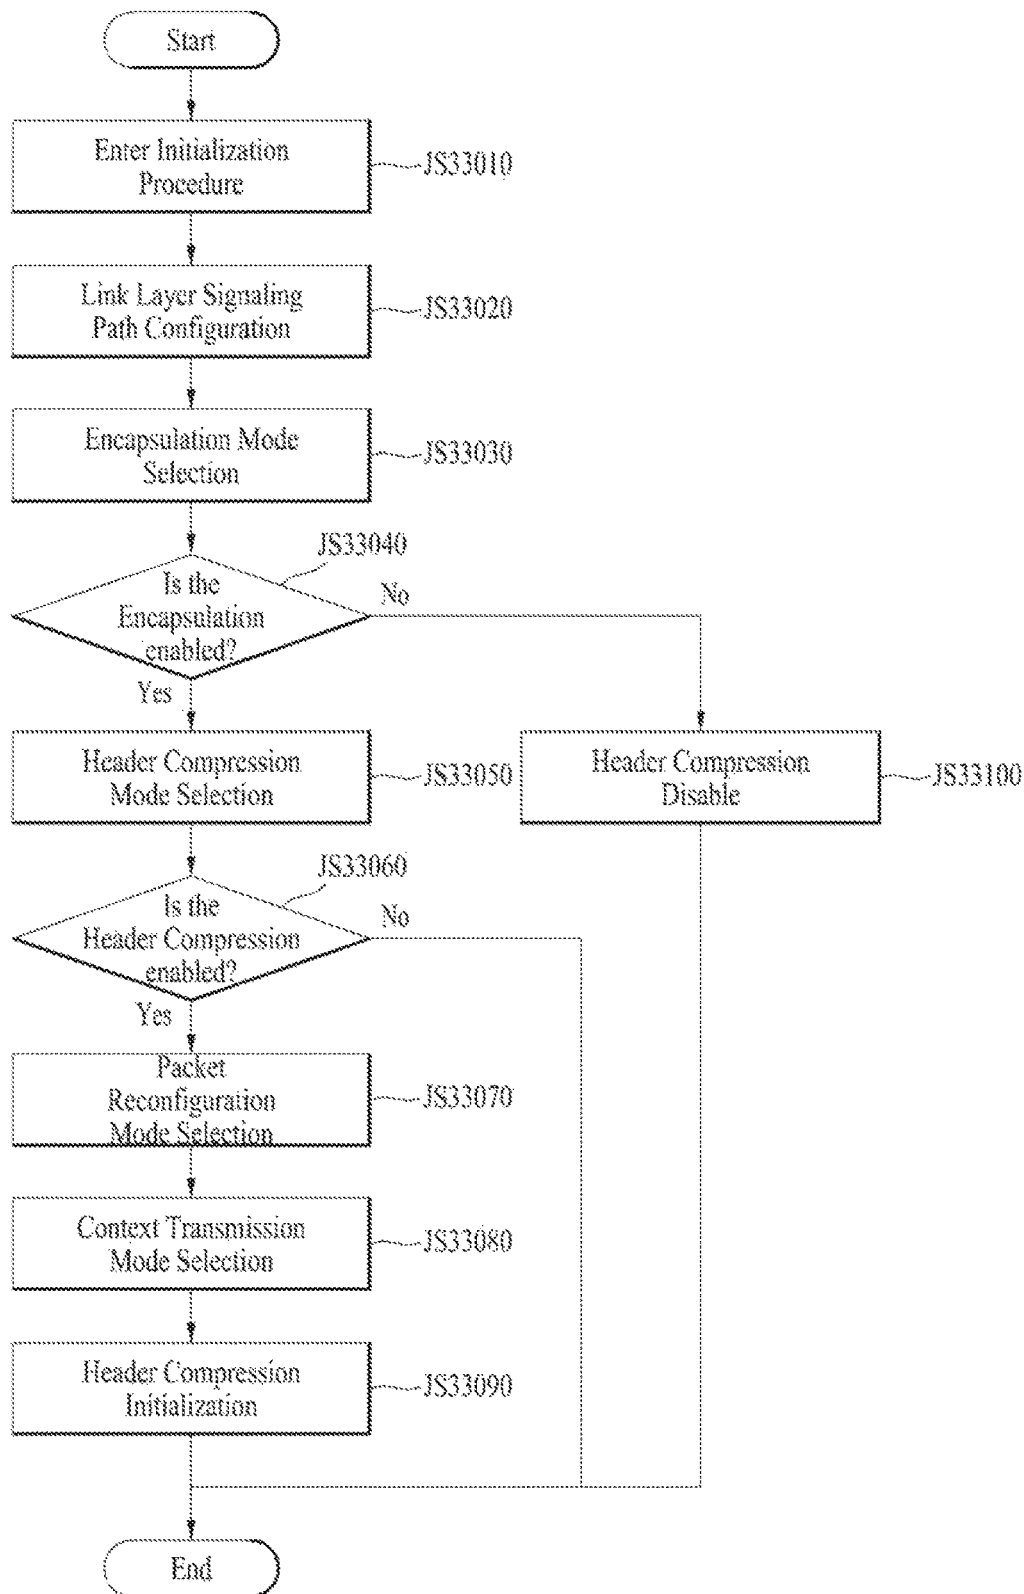 Start
Enter Initialization
Procedure
JS33010
Link Layer Signaling
Path Configuration
JS33020
Encapsulation Mode
Selection
JS33030
JS33040
Is the
Encapsulation
enabled?
No
Yes
Header Compression
Mode Selection
JS33050
Header Compression
Disable
JS33100
JS33060
Is the
Header Compression
enabled?
No
Yes
Packet
Reconfiguration
Mode Selection
JS33070
Context Transmission
Mode Selection
JS33080
Header Compression
Initialization
JS33090
End